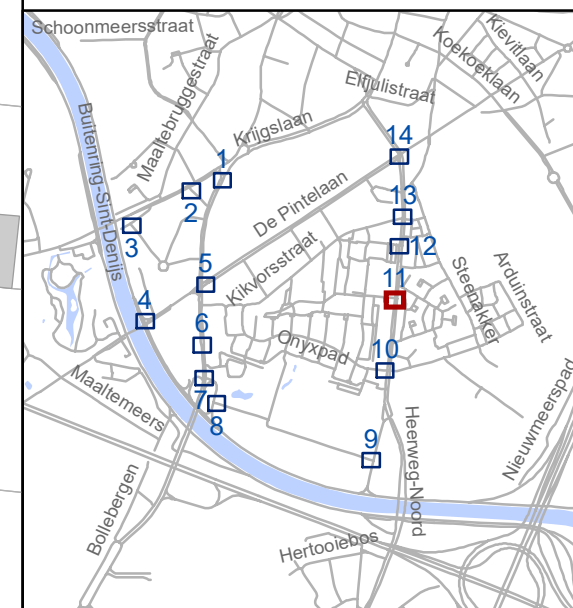 Schoonmeersstraat
Kievitlaan
Koekoeklaan
Maaltebruggestraat
Elfjulistraat
Krijgslaan
Buitenring-Sint-Denijs
14
1
2
De Pintelaan
13
3
Kikvorsstraat
12
Steenakker
Arduinstraat
5
11
4
6
Onyxpad
10
Maaltemeers
7
8
Nieuwmeerspad
Heerweg-Noord
9
Bollebergen
Hertooiebos